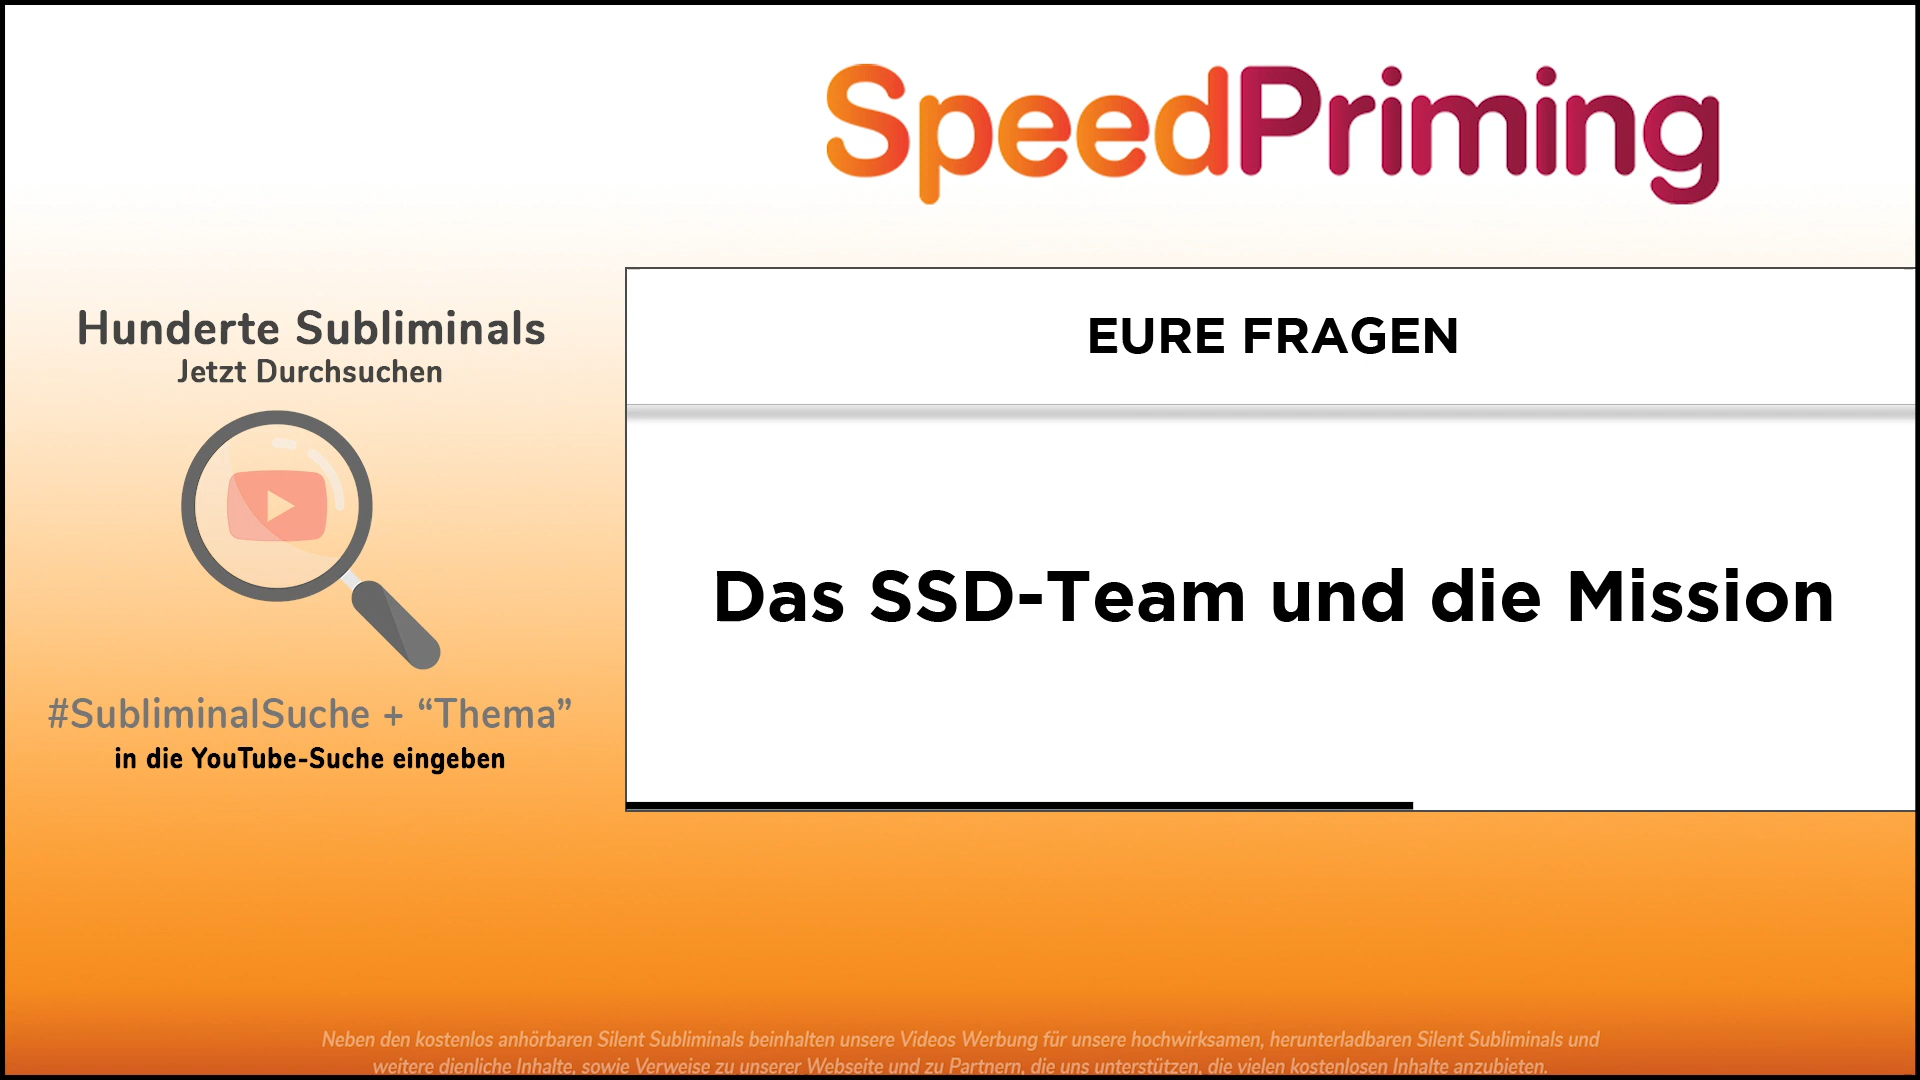 SpeedPriming
Hunderte Subliminals
Jetzt Durchsuchen
#SubliminalSuche + “Thema”
in die YouTube-Suche eingeben
EURE FRAGEN
Das SSD-Team und die Mission
Neben den kostenlos anhörbaren Silent Subliminals beinhalten unsere Videos Werbung für unsere hochwirksamen, herunterladbaren Silent Subliminals und
weitere dienliche Inhalte, sowie Verweise zu unserer Webseite und zu Partnern, die uns unterstützen, die vielen kostenlosen Inhalte anzubieten.